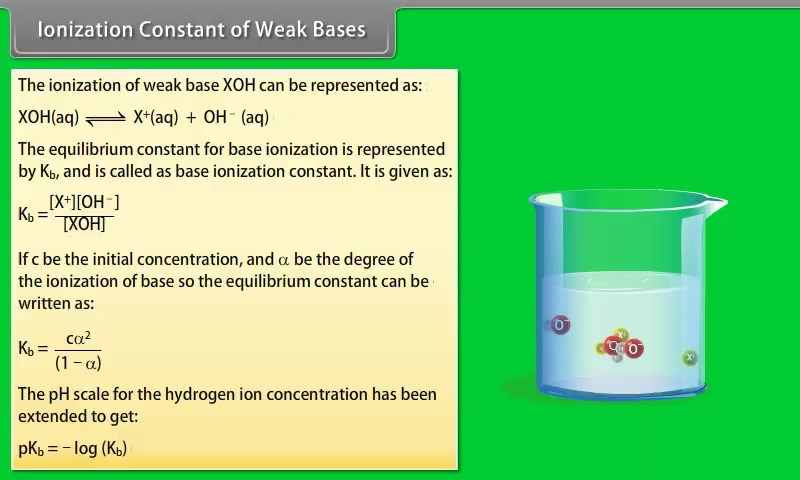 Ionization Constant of Weak Bases
The ionization of weak base XOH can be represented as:
XOH(aq) ⇌ X⁺(aq) + OH⁻ (aq)
The equilibrium constant for base ionization is represented
by K_b, and is called as base ionization constant. It is given as:
K_b = [X⁺][OH⁻] / [XOH]
If c be the initial concentration, and α be the degree of
the ionization of base so the equilibrium constant can be
written as:
K_b = cα² / (1 − α)
The pH scale for the hydrogen ion concentration has been
extended to get:
pK_b = − log (K_b)
O⁻
X⁺
O⁻
X⁺